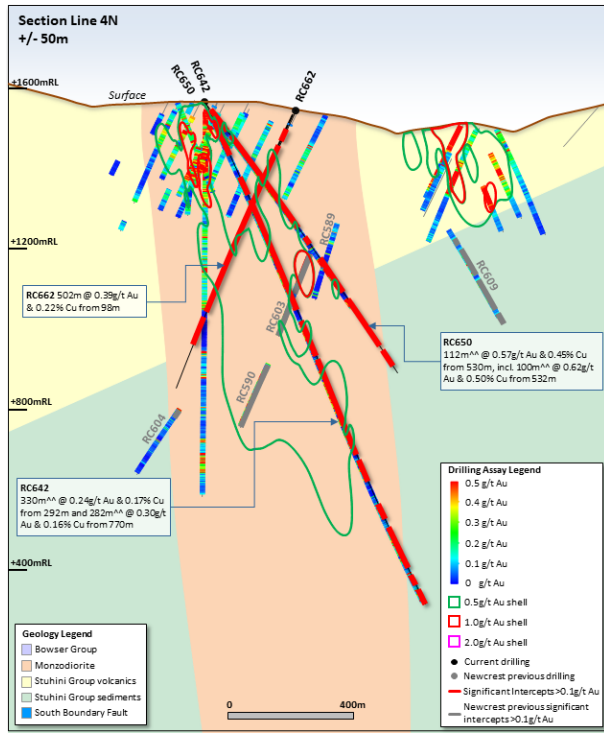 Section Line 4N
+/- 50m
RC650
RC642
RC662
+1600mRL
Surface
+1200mRL
RC589
RC609
RC662 502m @ 0.39g/t Au
& 0.22% Cu from 98m
RC603
RC650
112m^^ @ 0.57g/t Au & 0.45% Cu
from 530m, incl. 100m^^ @ 0.62g/t
Au & 0.50% Cu from 532m
RC590
+800mRL
RC604
RC642
330m^^ @ 0.24g/t Au & 0.17% Cu
from 292m and 282m^^ @ 0.30g/t
Au & 0.16% Cu from 770m
+400mRL
Drilling Assay Legend
0.5 g/t Au
0.4 g/t Au
0.3 g/t Au
0.2 g/t Au
0.1 g/t Au
0 g/t Au
0.5g/t Au shell
1.0g/t Au shell
2.0g/t Au shell
Current drilling
Newcrest previous drilling
Significant Intercepts>0.1g/t Au
Newcrest previous significant
intercepts >0.1g/t Au
Geology Legend
Bowser Group
Monzodiorite
Stuhini Group volcanics
Stuhini Group sediments
South Boundary Fault
0 400m